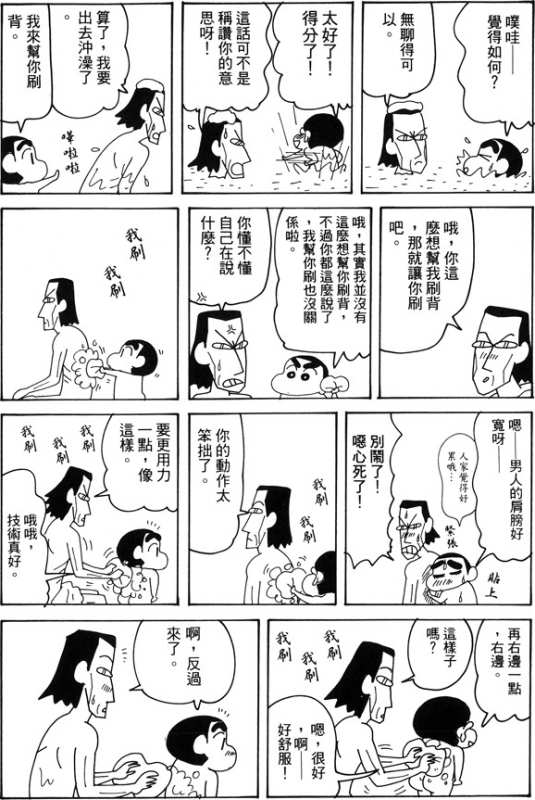 噗哇──
覺得如何？
無聊得可
以。
太好了！
得分了！
這話可不是
稱讚你的意
思呀！
算了，我要
出去沖澡了
嘩啦啦
我來幫你刷
背。
哦，你這
麼想幫我刷背
，那就讓你刷
吧。
哦，其實我並沒有
這麼想幫你刷背，
不過你都這麼說了
，我幫你刷也沒關
係啦。
你懂不懂
自己在說
什麼？
我刷
我刷
嗯──男人的肩膀好
寬呀──
人家覺得好
累哦…
緊張
貼上
別鬧了！
噁心死了！
我刷
我刷
你的動作太
笨拙了。
要更用力
一點，像
這樣。
我刷
我刷
我刷
哦哦，
技術真好。
再右邊一點
，右邊。
這樣子
嗎？
我刷
我刷
我刷
嗯，很好
，啊──
好舒服！
啊，反過
來了。